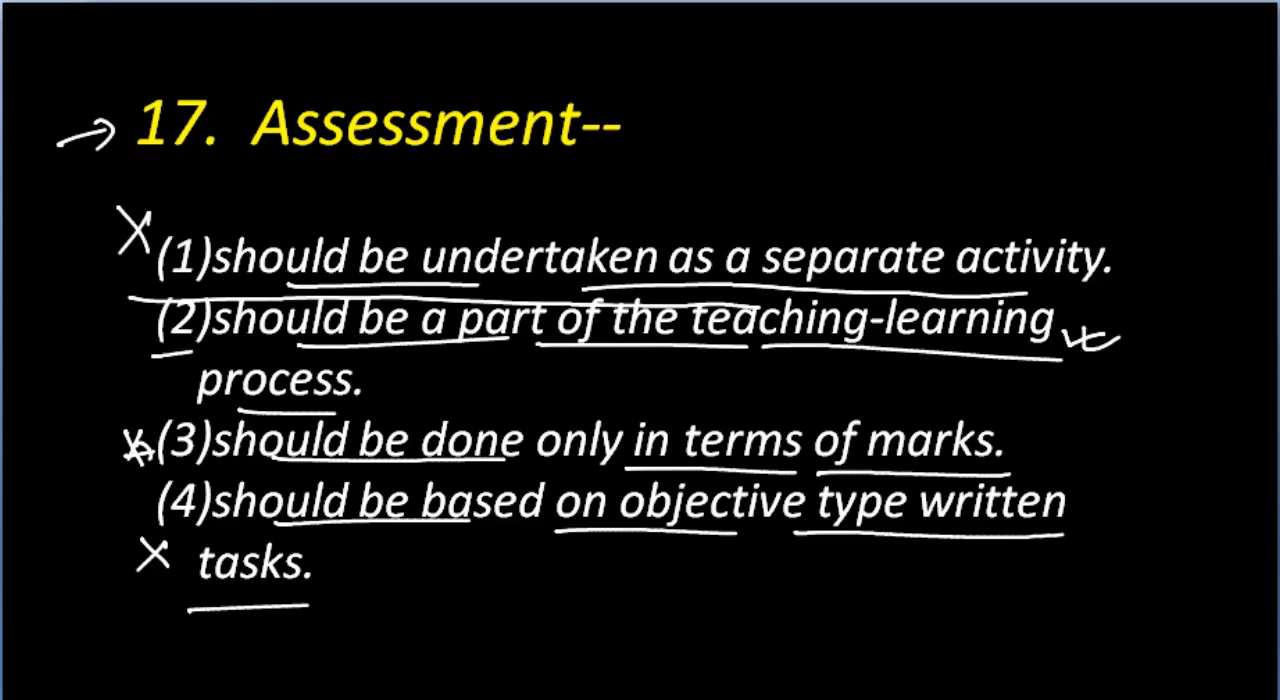 17. Assessment--
(1)should be undertaken as a separate activity.
(2)should be a part of the teaching-learning
process.
(3)should be done only in terms of marks.
(4)should be based on objective type written
tasks.